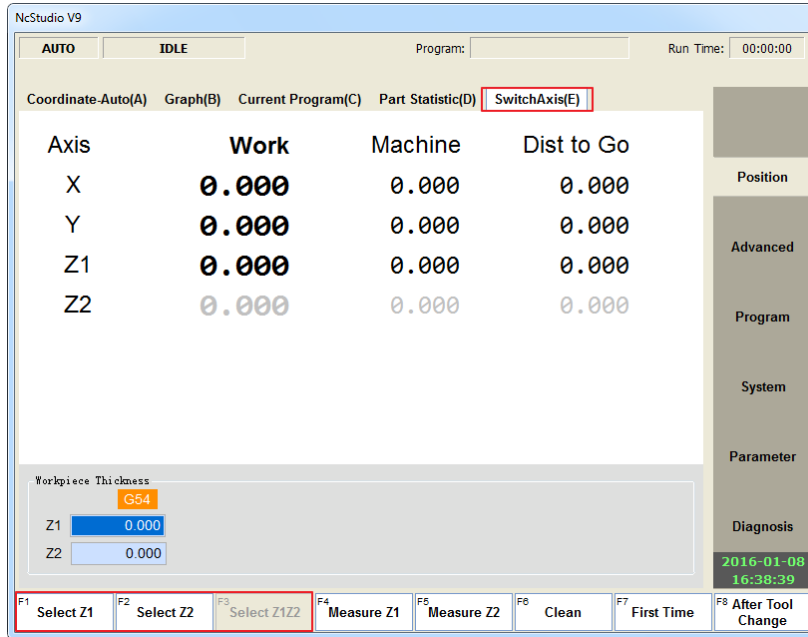 NcStudio V9
AUTO IDLE Program: Run Time: 00:00:00
Coordinate-Auto(A) Graph(B) Current Program(C) Part Statistic(D) SwitchAxis(E)
Axis Work Machine Dist to Go
X 0.000 0.000 0.000
Y 0.000 0.000 0.000
Z1 0.000 0.000 0.000
Z2 0.000 0.000 0.000
Position
Advanced
Program
System
Parameter
Diagnosis
Workpiece Thickness
G54
Z1 0.000
Z2 0.000
2016-01-08
16:38:39
F1 Select Z1 F2 Select Z2 F3 Select Z1Z2 F4 Measure Z1 F5 Measure Z2 F6 Clean F7 First Time F8 After Tool
Change